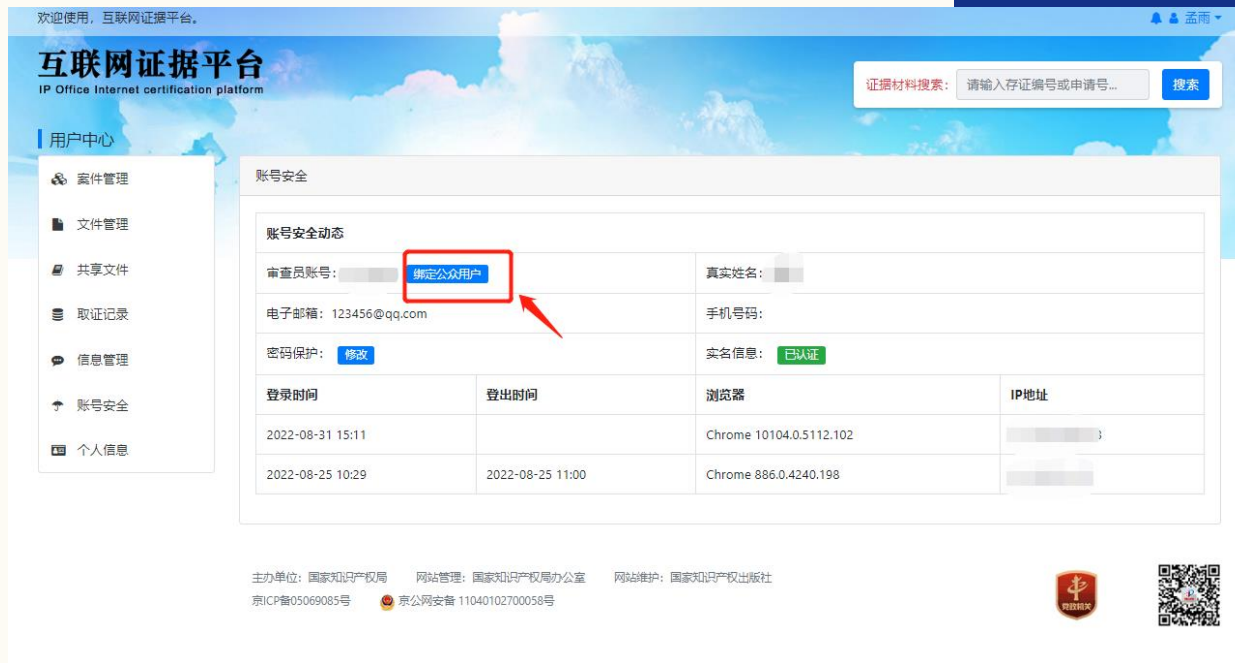 欢迎使用，互联网证据平台。
孟雨
互联网证据平台
IP Office Internet certification platform
证据材料搜索： 请输入存证编号或申请号... 搜索
用户中心
案件管理
文件管理
共享文件
取证记录
信息管理
账号安全
个人信息
账号安全
账号安全动态
审查员账号： 绑定公众用户 真实姓名：
电子邮箱：123456@qq.com 手机号码：
密码保护： 修改 实名信息： 已认证
登录时间 登出时间 浏览器 IP地址
2022-08-31 15:11 Chrome 10104.0.5112.102
2022-08-25 10:29 2022-08-25 11:00 Chrome 886.0.4240.198
主办单位：国家知识产权局 网站管理：国家知识产权局办公室 网站维护：国家知识产权出版社
京ICP备05069085号 京公网安备 11040102700058号
党政机关